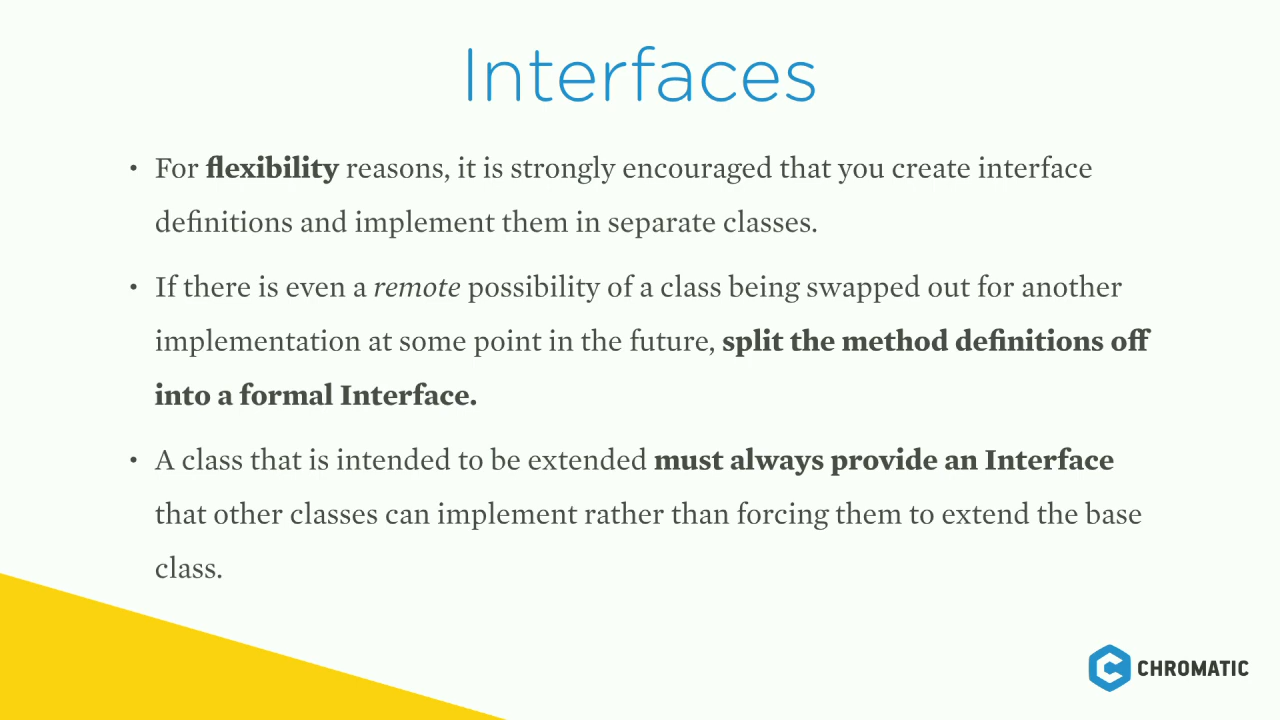 Interfaces
• For flexibility reasons, it is strongly encouraged that you create interface
definitions and implement them in separate classes.
• If there is even a remote possibility of a class being swapped out for another
implementation at some point in the future, split the method definitions off
into a formal Interface.
• A class that is intended to be extended must always provide an Interface
that other classes can implement rather than forcing them to extend the base
class.
CHROMATIC